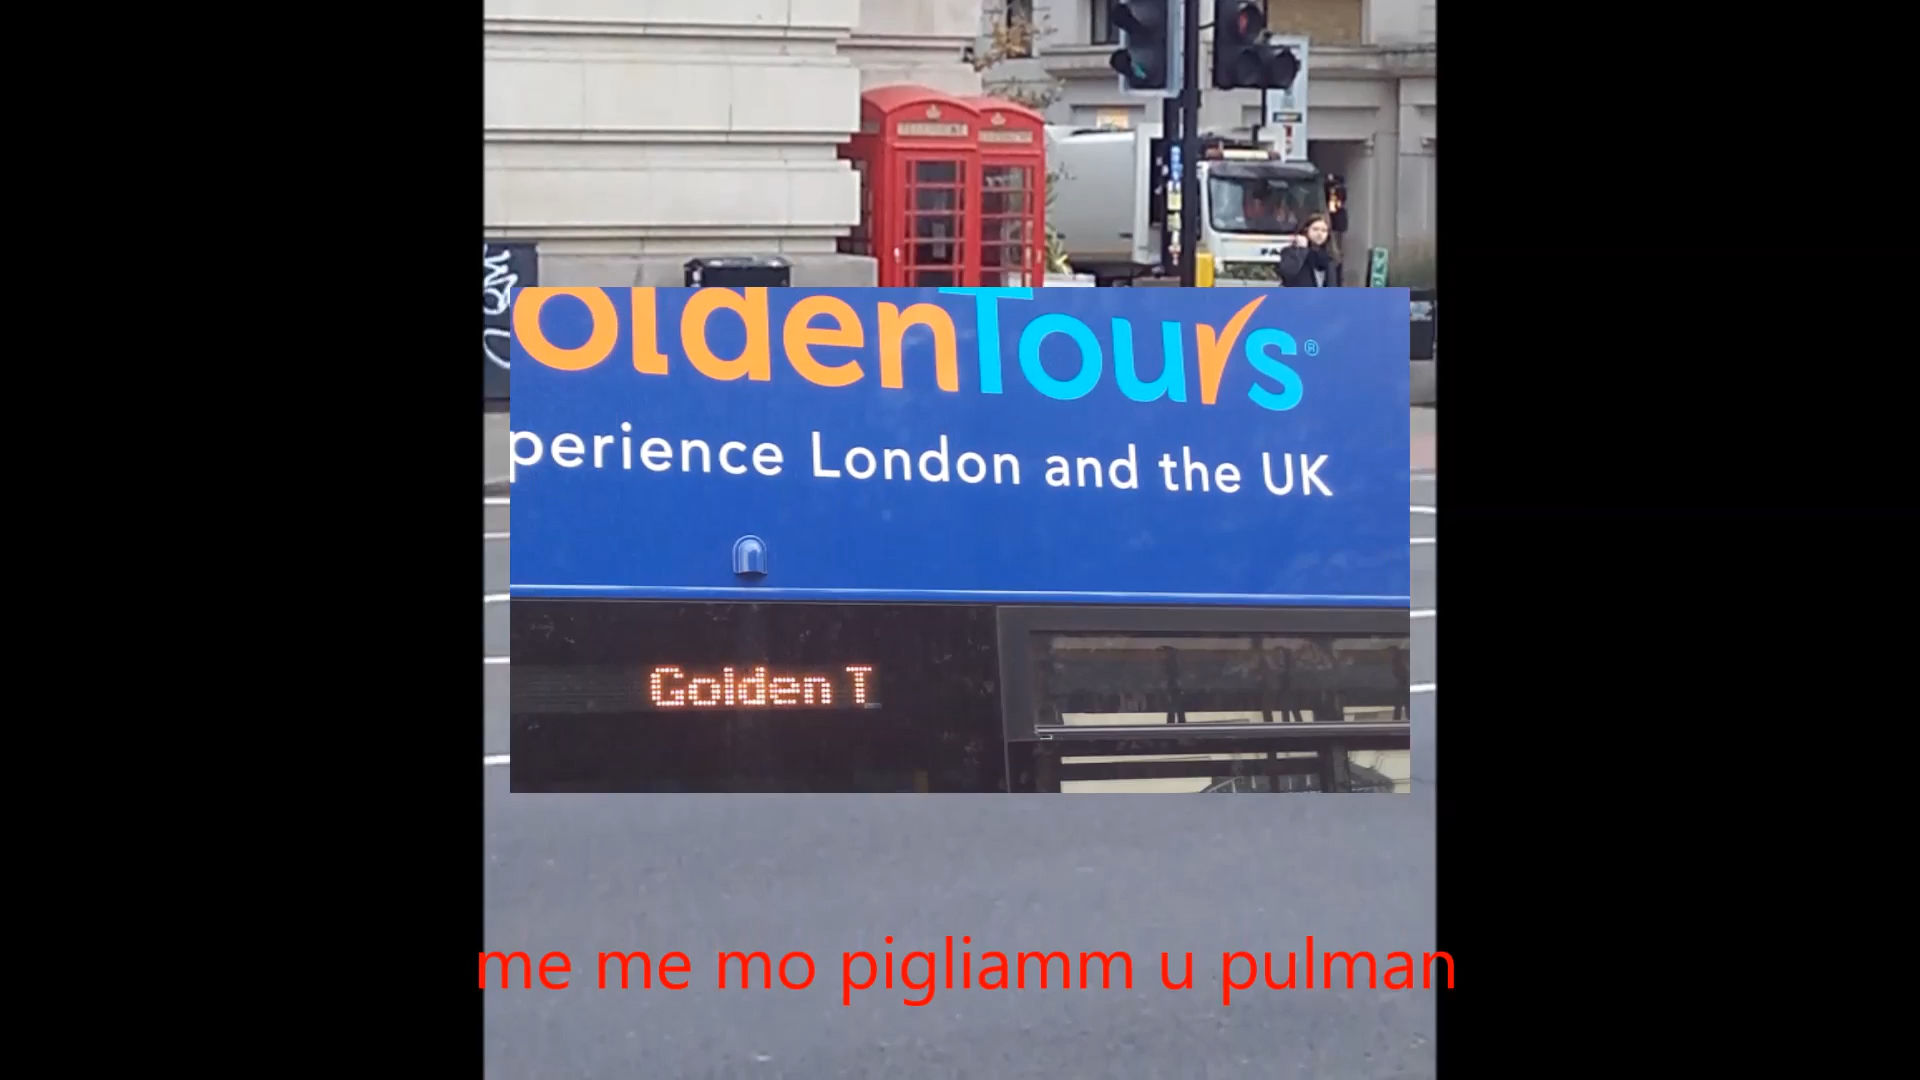 oldenTours®
perience London and the UK
Golden T
me me mo pigliamm u pulman